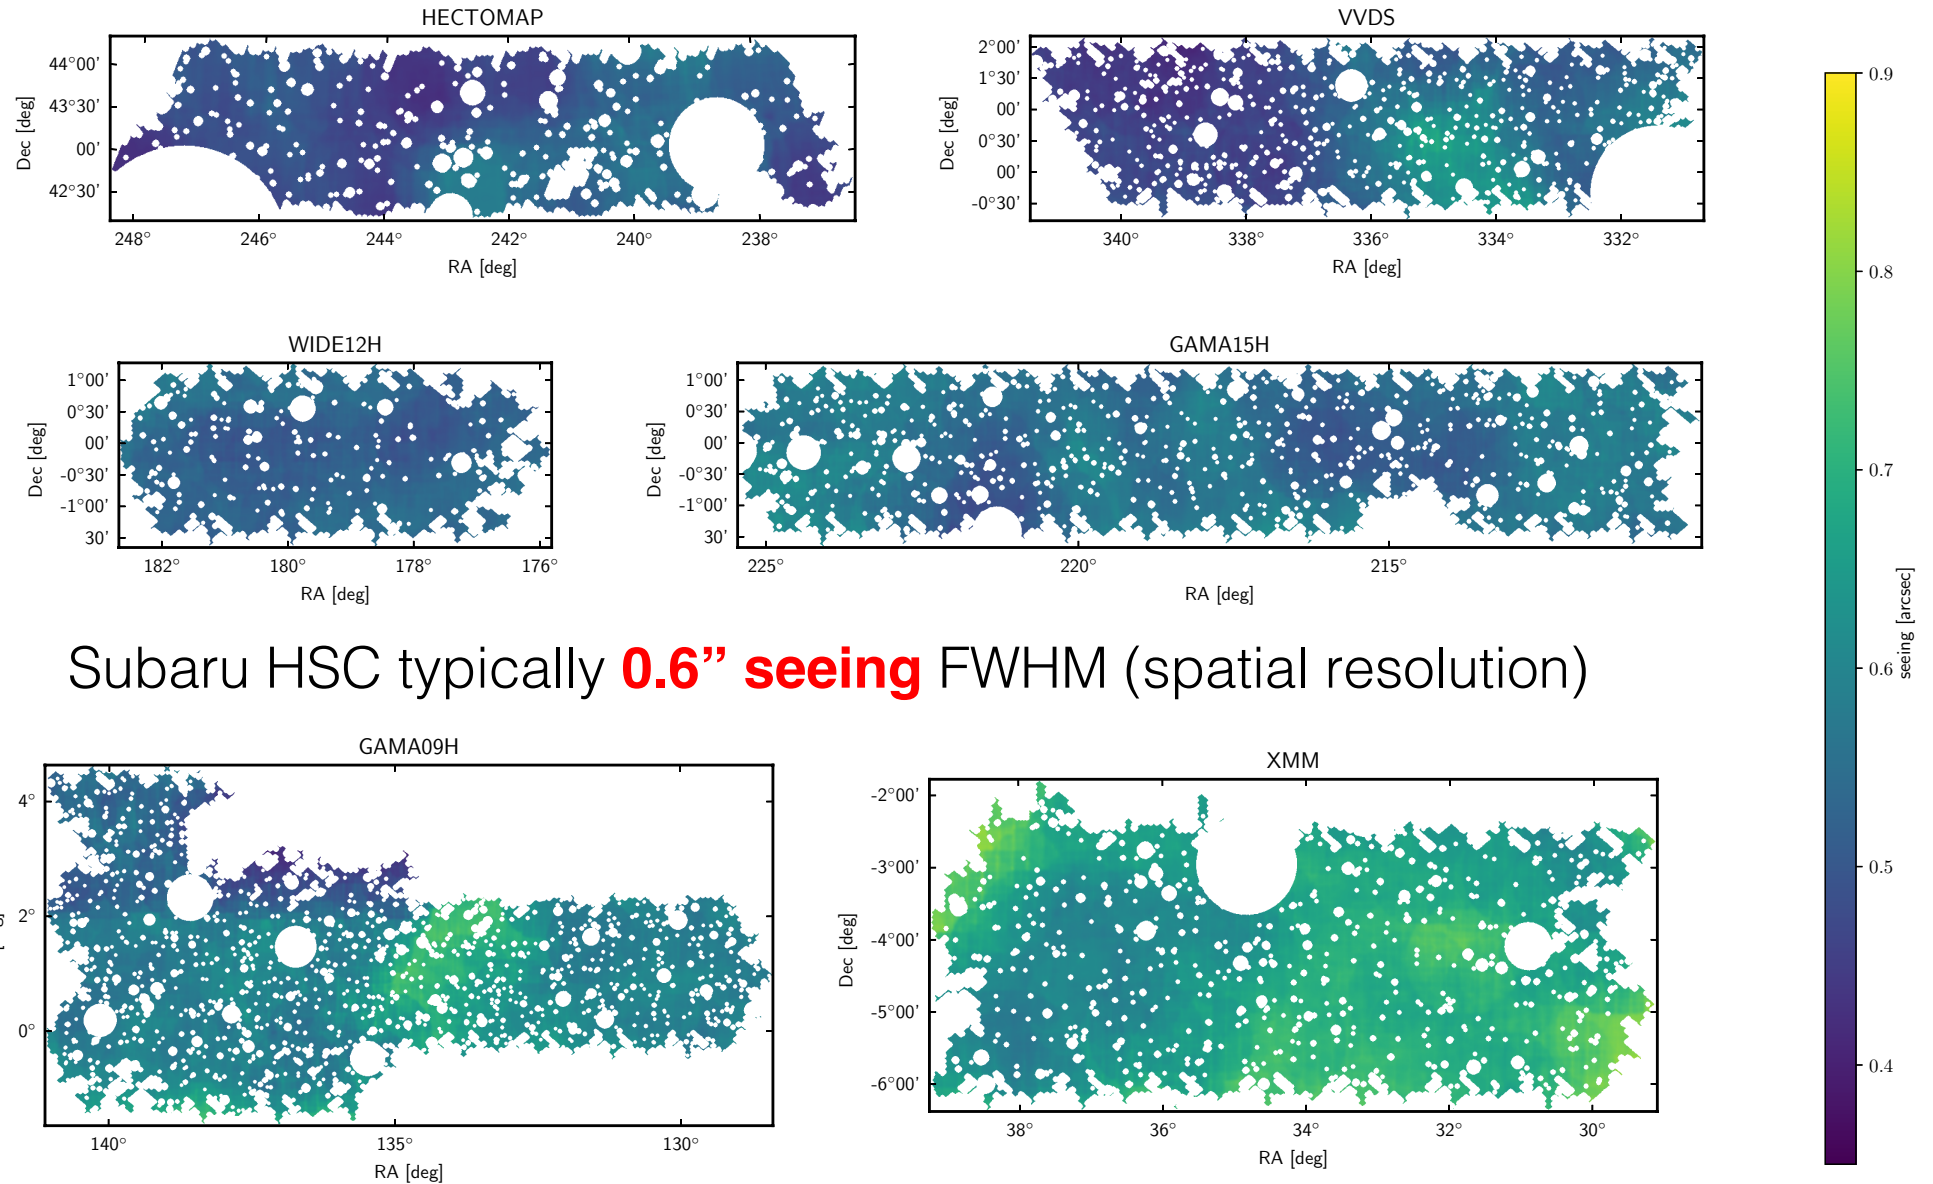 HECTOMAP
44°00'
43°30'
00'
42°30'
Dec [deg]
248° 246° 244° 242° 240° 238°
RA [deg]
VVDS
2°00'
1°30'
00'
0°30'
00'
-0°30'
Dec [deg]
340° 338° 336° 334° 332°
RA [deg]
WIDE12H
1°00'
0°30'
00'
-0°30'
-1°00'
30'
Dec [deg]
182° 180° 178° 176°
RA [deg]
GAMA15H
1°00'
0°30'
00'
-0°30'
-1°00'
30'
Dec [deg]
225° 220° 215°
RA [deg]
0.9
0.8
0.7
0.6
0.5
0.4
seeing [arcsec]
Subaru HSC typically 0.6” seeing FWHM (spatial resolution)
GAMA09H
4°
2°
0°
140° 135° 130°
RA [deg]
XMM
-2°00'
-3°00'
-4°00'
-5°00'
-6°00'
Dec [deg]
38° 36° 34° 32° 30°
RA [deg]